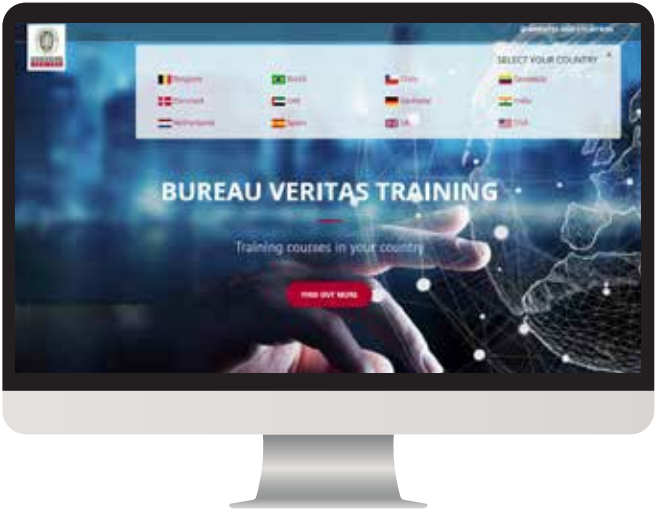 SELECT YOUR COUNTRY
Belgium Brazil Chile Colombia
Denmark UAE Germany India
Netherlands Spain UK USA
BUREAU VERITAS TRAINING
Training courses in your country
FIND OUT MORE